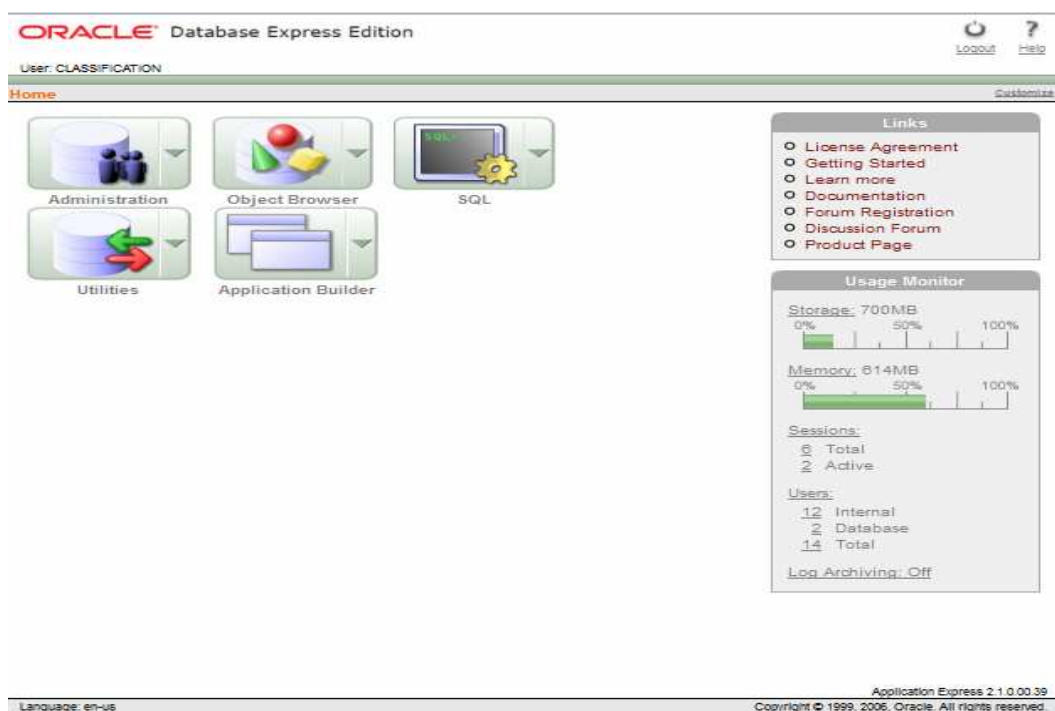 ORACLE Database Express Edition
Logout Help
User: CLASSIFICATION
Home
Customize
Administration
Object Browser
SQL>
SQL
Utilities
Application Builder
Links
License Agreement
Getting Started
Learn more
Documentation
Forum Registration
Discussion Forum
Product Page
Usage Monitor
Storage: 700MB
0% 50% 100%
Memory: 614MB
0% 50% 100%
Sessions:
6 Total
2 Active
Users:
12 Internal
2 Database
14 Total
Log Archiving: Off
Application Express 2.1.0.00.39
Language: en-us
Copyright © 1999, 2006, Oracle. All rights reserved.